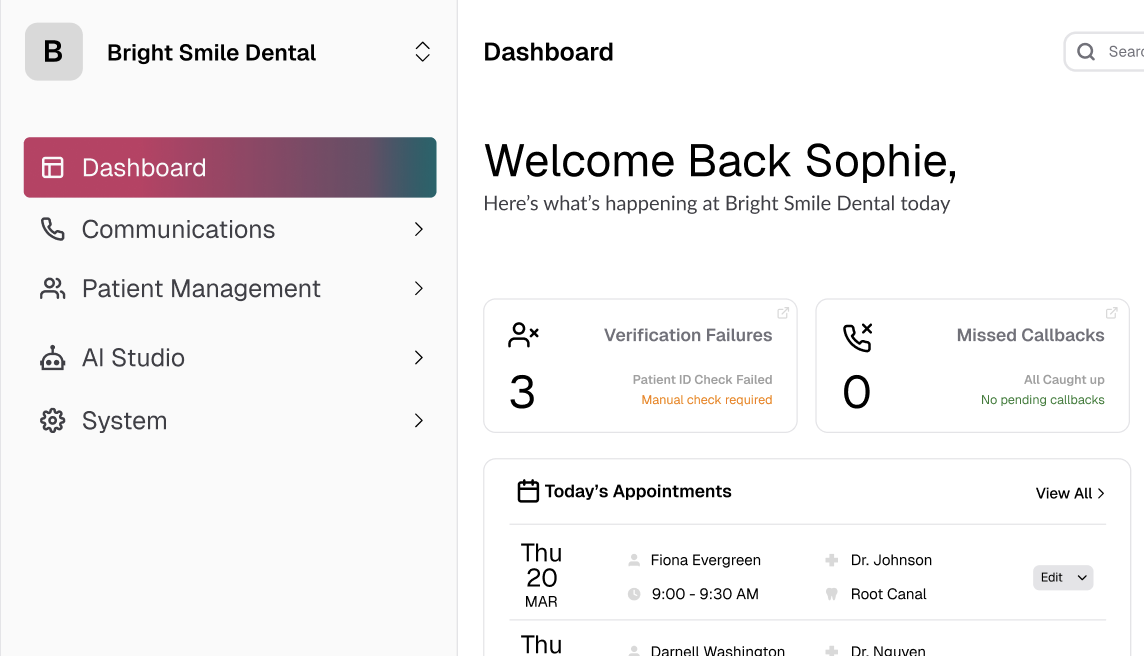 B
Bright Smile Dental
Dashboard
Communications
Patient Management
AI Studio
System
Dashboard
Welcome Back Sophie,
Here’s what’s happening at Bright Smile Dental today
Verification Failures
3
Patient ID Check Failed
Manual check required
Missed Callbacks
0
All Caught up
No pending callbacks
Today’s Appointments
View All
Thu
20
MAR
Fiona Evergreen
Dr. Johnson
9:00 - 9:30 AM
Root Canal
Edit
Thu
Darnell Washington
Dr. Nguyen